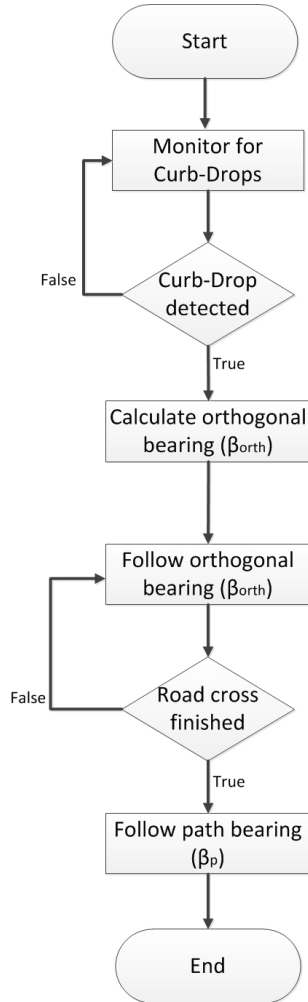 Start
Monitor for
Curb-Drops
False
Curb-Drop
detected
True
Calculate orthogonal
bearing (βorth)
Follow orthogonal
bearing (βorth)
False
Road cross
finished
True
Follow path bearing
(βp)
End